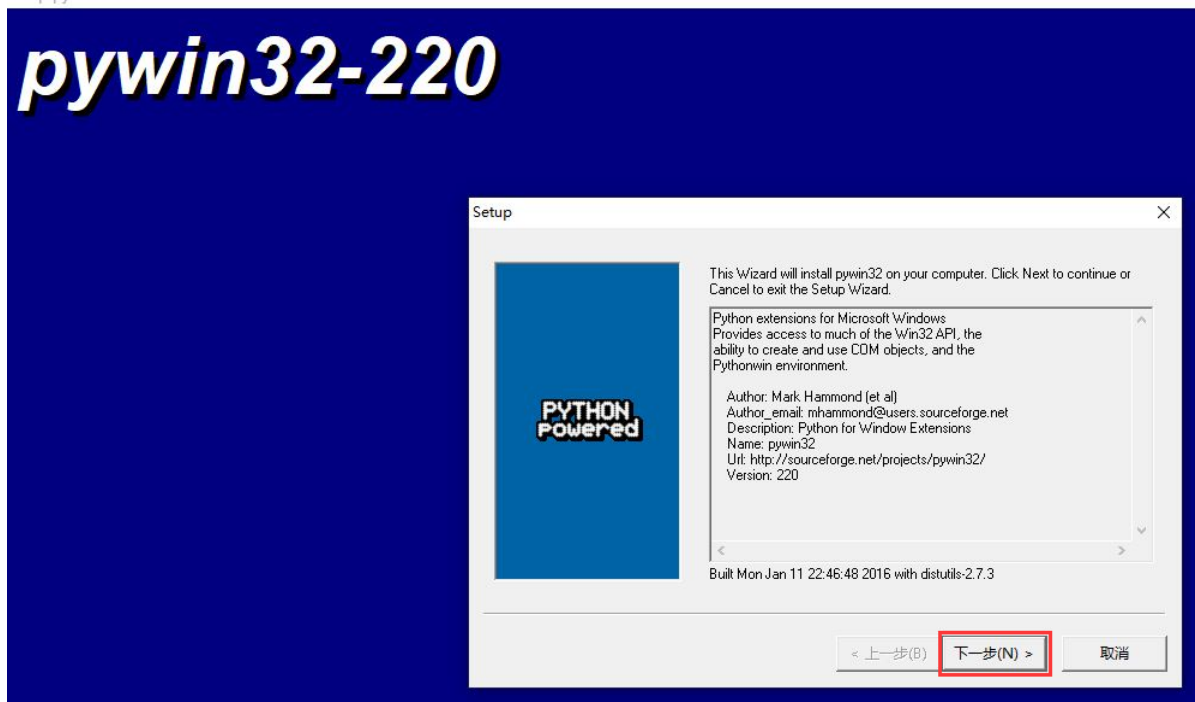 pywin32-220
Setup
This Wizard will install pywin32 on your computer. Click Next to continue or
Cancel to exit the Setup Wizard.
Python extensions for Microsoft Windows
Provides access to much of the Win32 API, the
ability to create and use COM objects, and the
Pythonwin environment.
Author: Mark Hammond (et al)
Author_email: mhammond@users.sourceforge.net
Description: Python for Window Extensions
Name: pywin32
Url: http://sourceforge.net/projects/pywin32/
Version: 220
PYTHON
Powered
Built Mon Jan 11 22:46:48 2016 with distutils-2.7.3
< 上一步(B)
下一步(N) >
取消